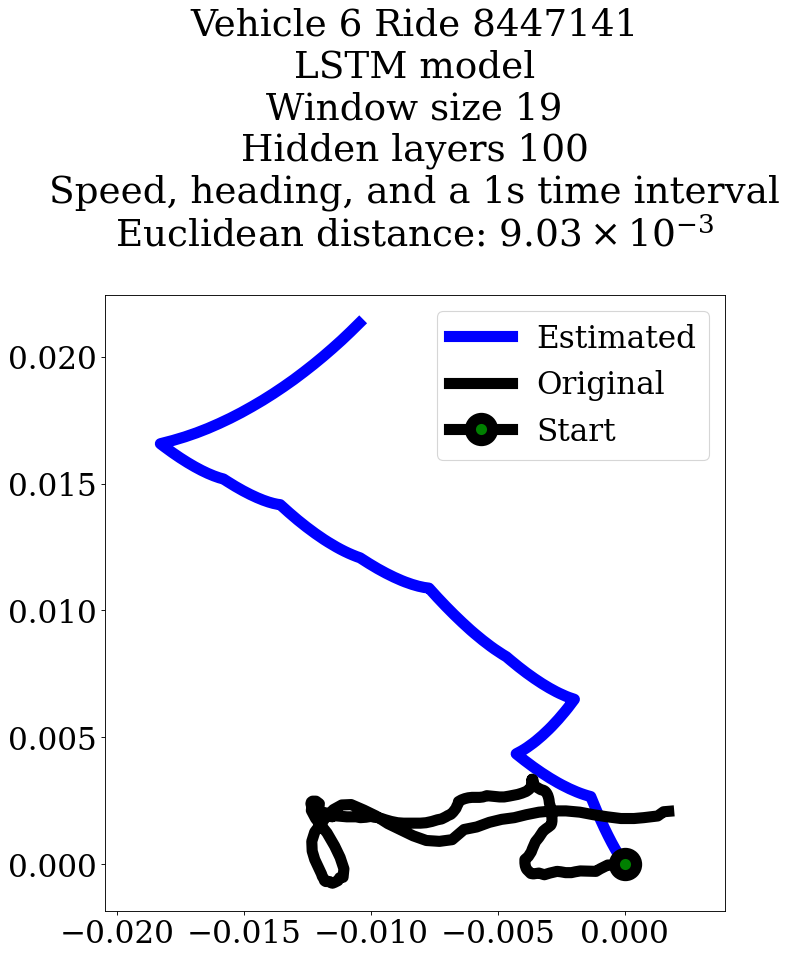 Vehicle 6 Ride 8447141
LSTM model
Window size 19
Hidden layers 100
Speed, heading, and a 1s time interval
Euclidean distance: 9.03 × 10⁻³
Estimated
Original
Start
0.020
0.015
0.010
0.005
0.000
−0.020 −0.015 −0.010 −0.005 0.000